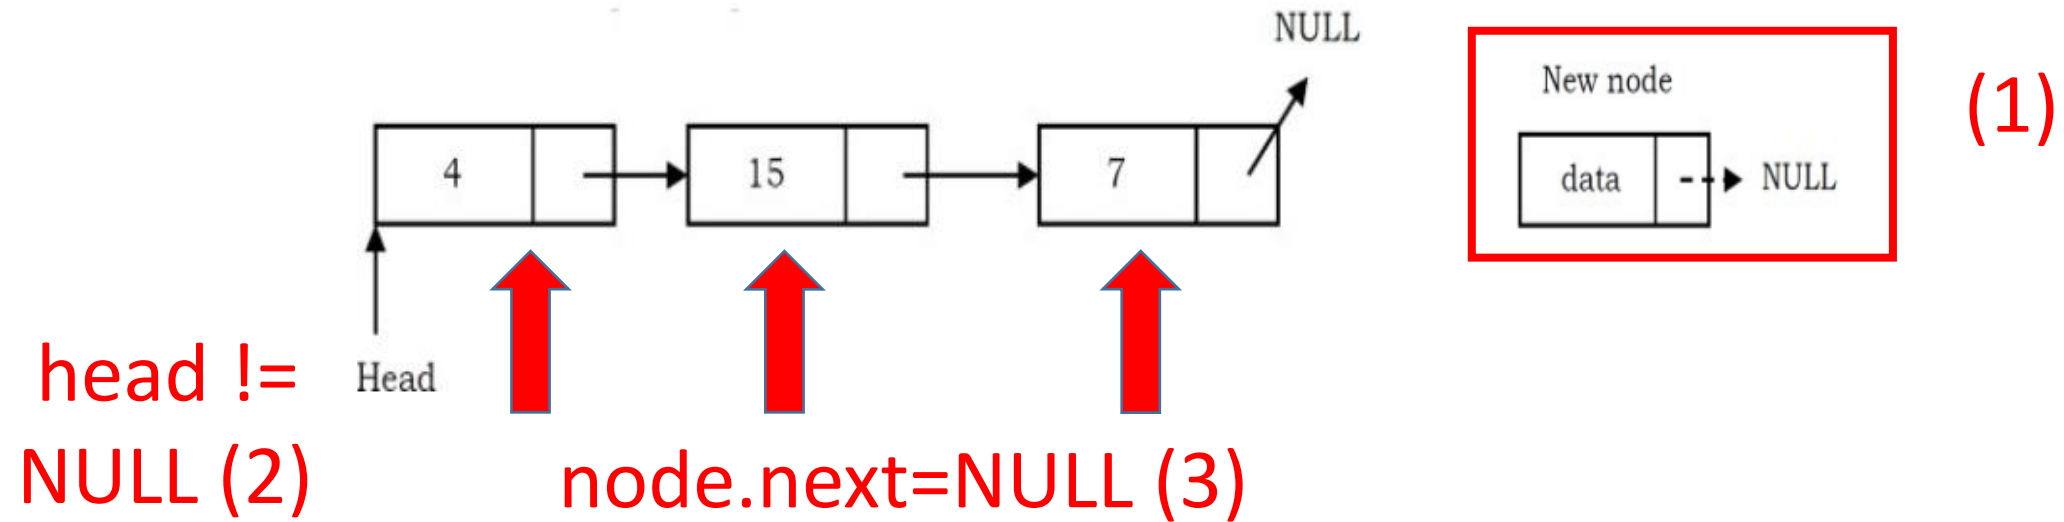 NULL
New node
(1)
4
15
7
data
NULL
Head
head !=
NULL (2)
node.next=NULL (3)